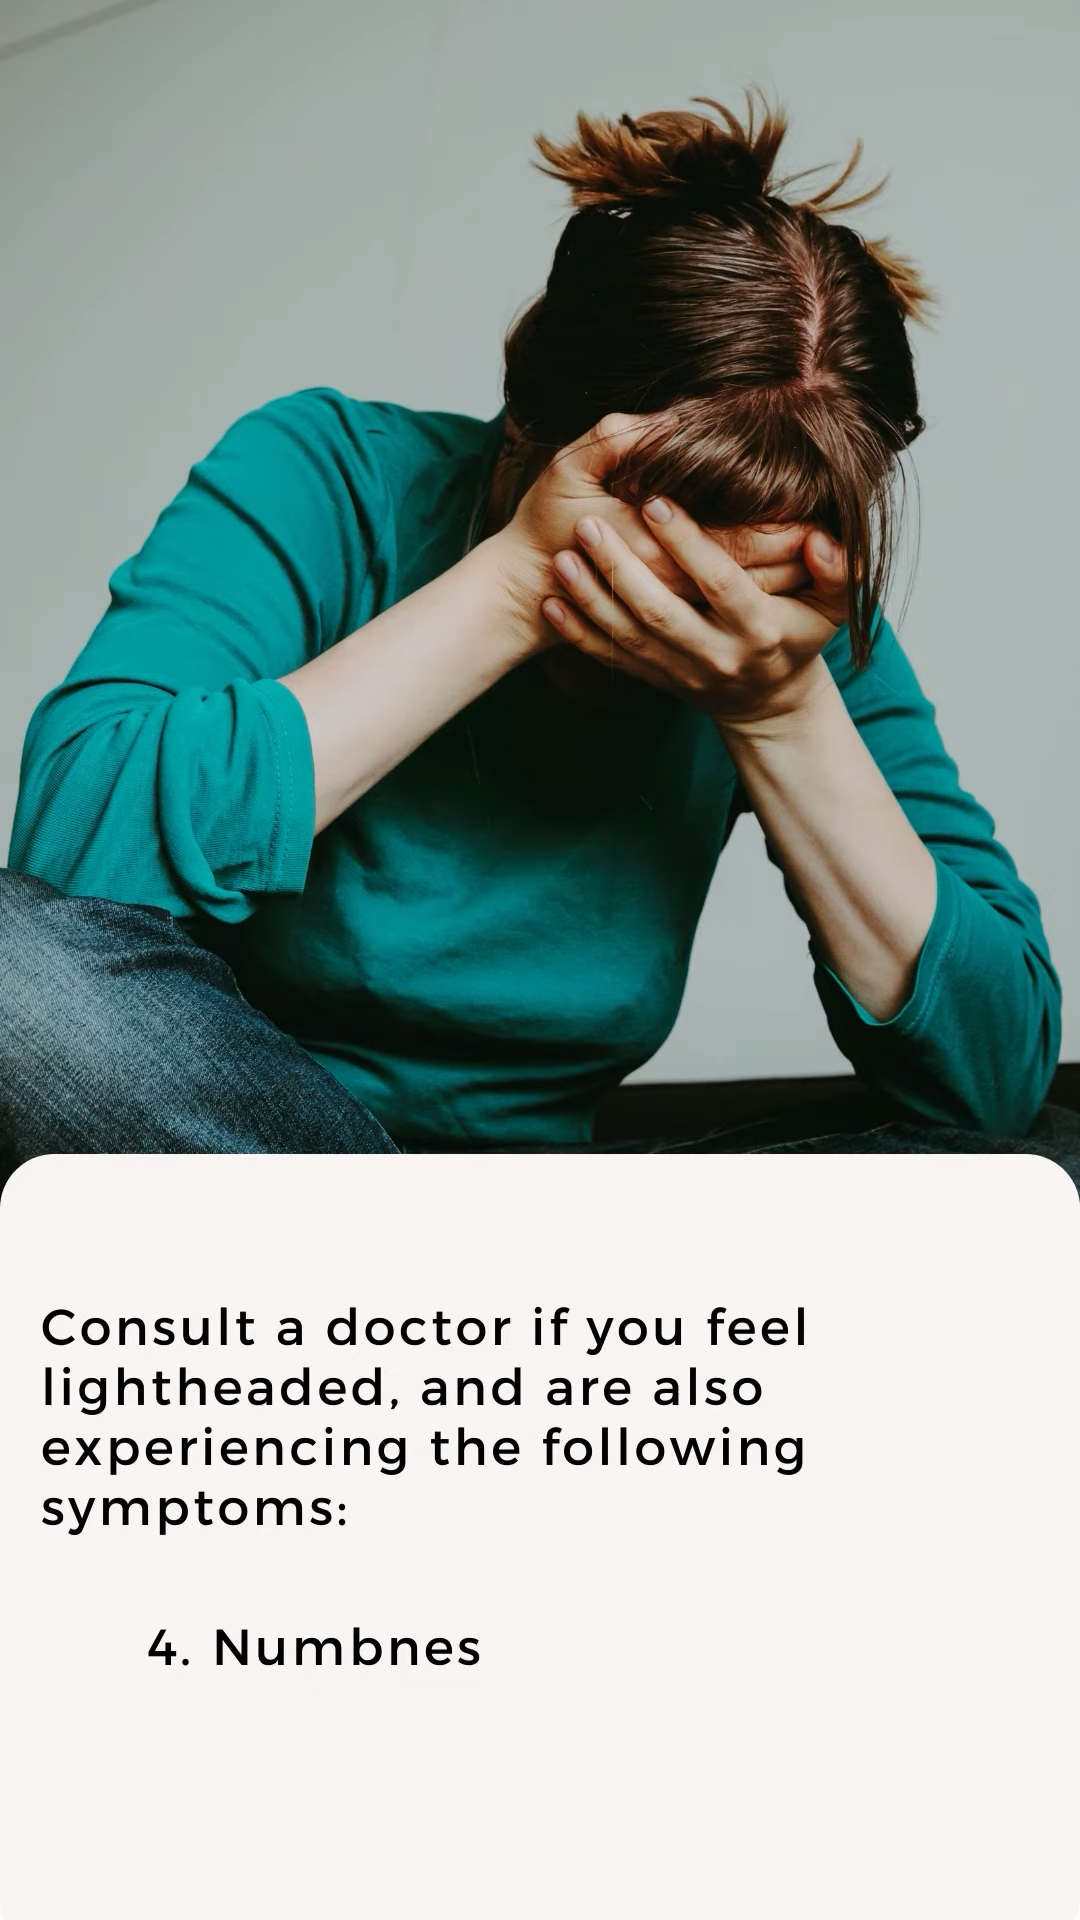 Consult a doctor if you feel
lightheaded, and are also
experiencing the following
symptoms:
4. Numbnes